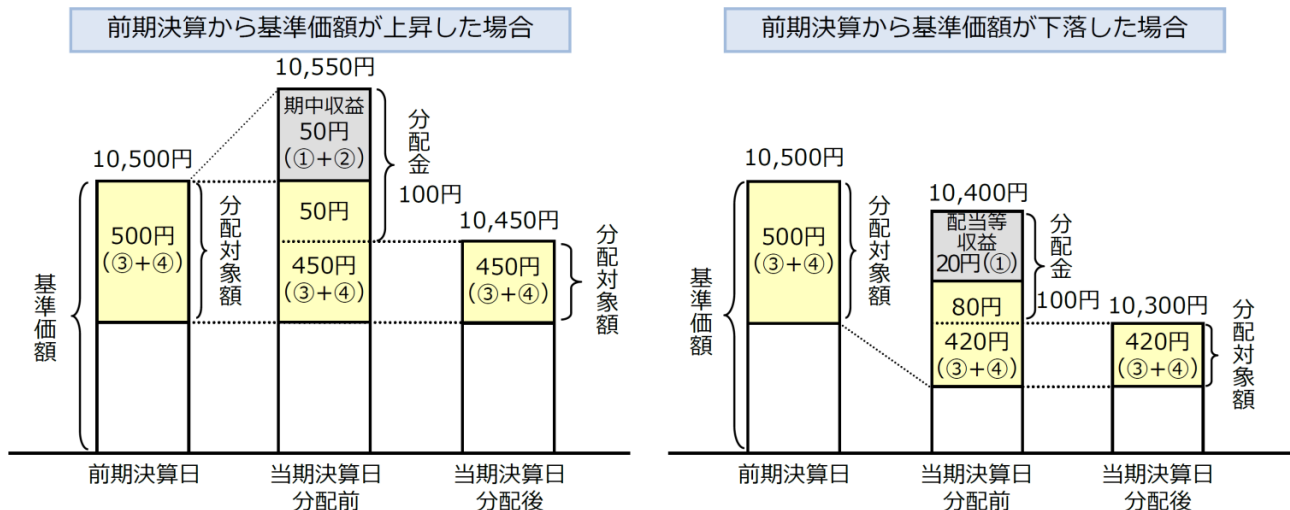 前期決算から基準価額が上昇した場合
10,550円
期中収益
50円
(①+②)
分配金
100円
10,500円
500円
(③+④)
分配対象額
50円
450円
(③+④)
10,450円
450円
(③+④)
分配対象額
基準価額
前期決算日
当期決算日
分配前
当期決算日
分配後
前期決算から基準価額が下落した場合
10,500円
500円
(③+④)
分配対象額
10,400円
配当等
収益
20円(①)
分配金
100円
80円
420円
(③+④)
10,300円
420円
(③+④)
分配対象額
基準価額
前期決算日
当期決算日
分配前
当期決算日
分配後